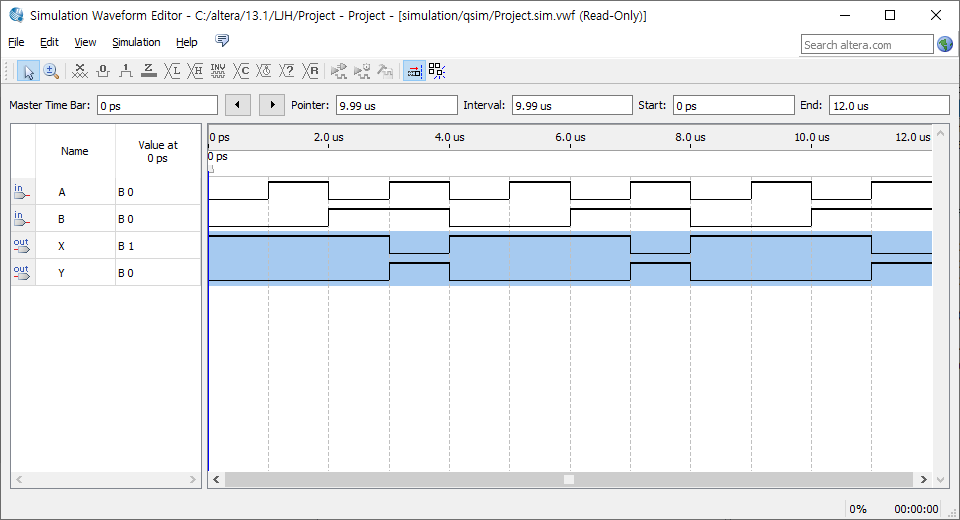 Simulation Waveform Editor - C:/altera/13.1/LJH/Project - Project - [simulation/qsim/Project.sim.vwf (Read-Only)]
File Edit View Simulation Help
Search altera.com
Master Time Bar: 0 ps Pointer: 9.99 us Interval: 9.99 us Start: 0 ps End: 12.0 us
Name Value at 0 ps
0 ps 2.0 us 4.0 us 6.0 us 8.0 us 10.0 us 12.0 us
0 ps
in A B 0
in B B 0
out X B 1
out Y B 0
0% 00:00:00